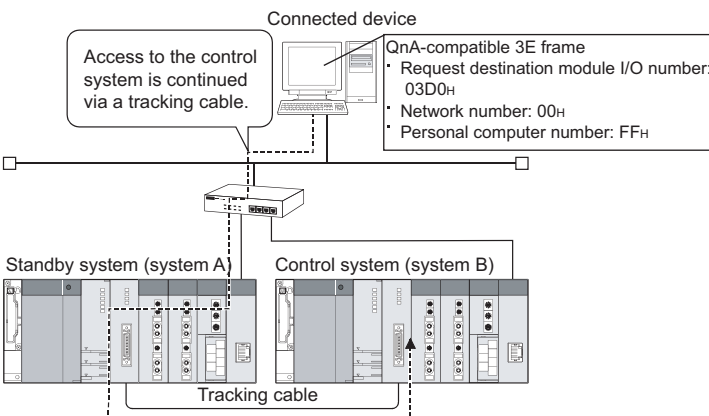 Connected device
Access to the control
system is continued
via a tracking cable.
QnA-compatible 3E frame
· Request destination module I/O number:
03D0H
· Network number: 00H
· Personal computer number: FFH
Standby system (system A)
Control system (system B)
Tracking cable